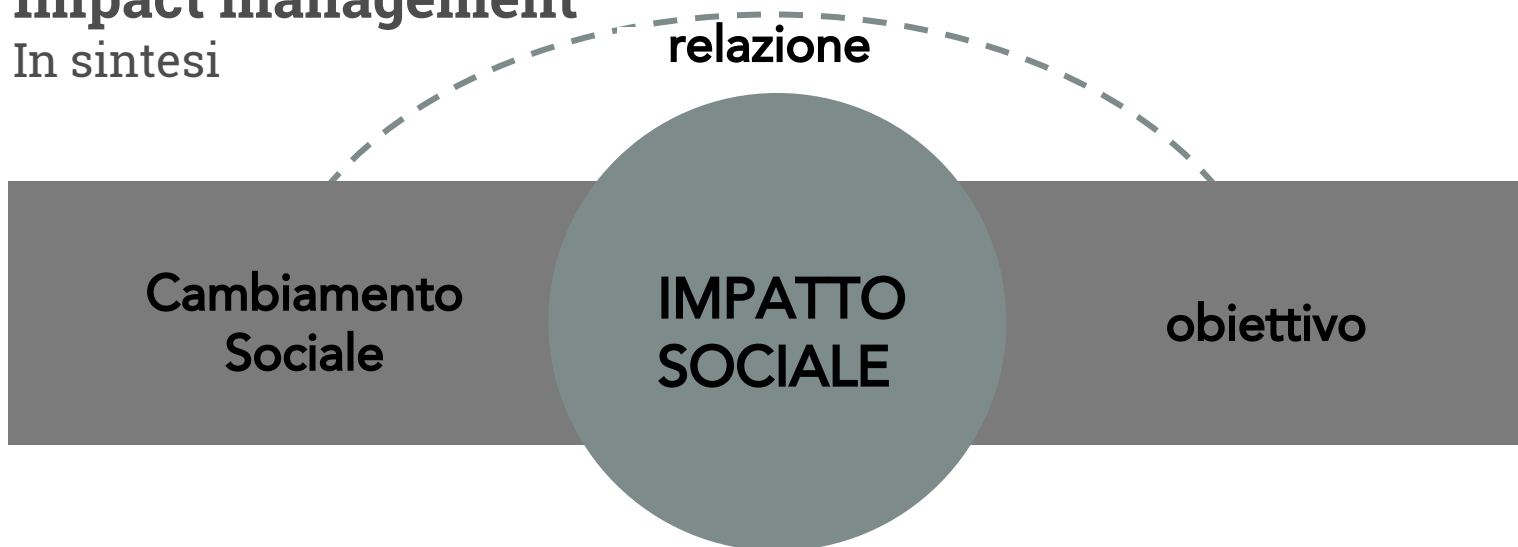 Impact management
In sintesi
relazione
Cambiamento
Sociale
IMPATTO
SOCIALE
obiettivo